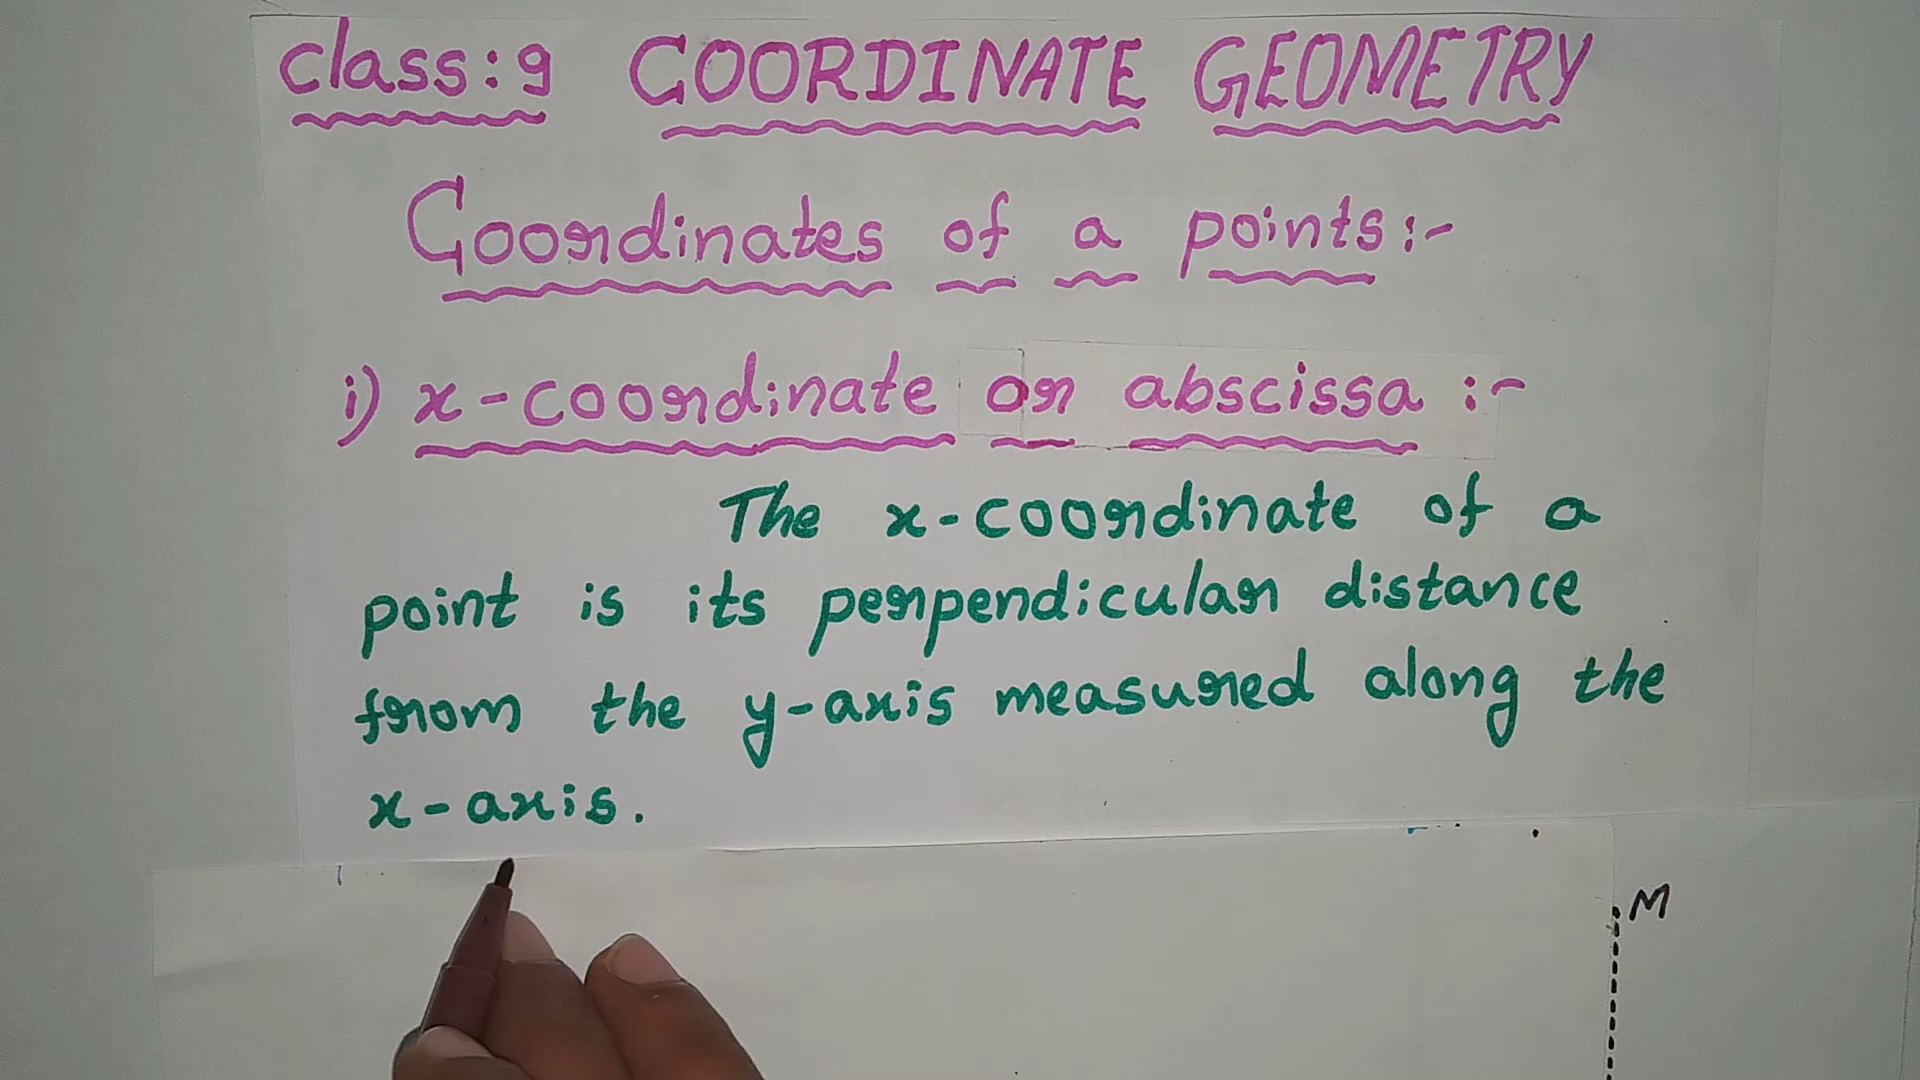 class:9 COORDINATE GEOMETRY
Coordinates of a points:-
i) x-coordinate or abscissa :-
The x-coordinate of a
point is its perpendicular distance
from the y-axis measured along the
x-axis.
M